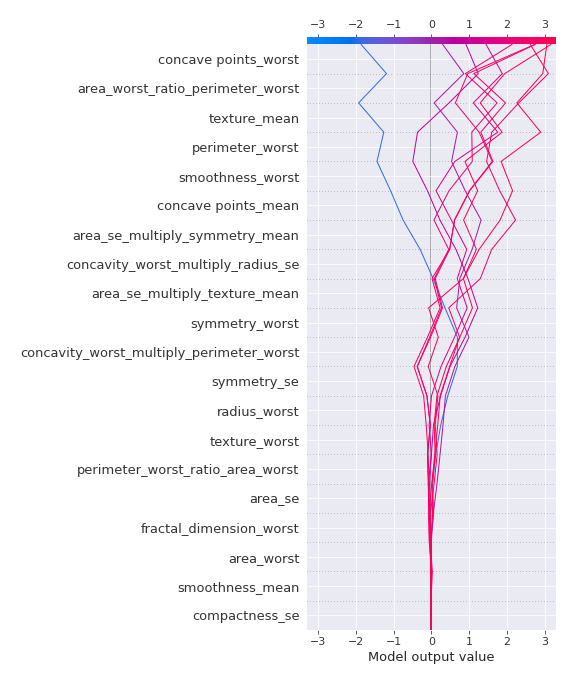 −3 −2 −1 0 1 2 3
concave points_worst
area_worst_ratio_perimeter_worst
texture_mean
perimeter_worst
smoothness_worst
concave points_mean
area_se_multiply_symmetry_mean
concavity_worst_multiply_radius_se
area_se_multiply_texture_mean
symmetry_worst
concavity_worst_multiply_perimeter_worst
symmetry_se
radius_worst
texture_worst
perimeter_worst_ratio_area_worst
area_se
fractal_dimension_worst
area_worst
smoothness_mean
compactness_se
−3 −2 −1 0 1 2 3
Model output value